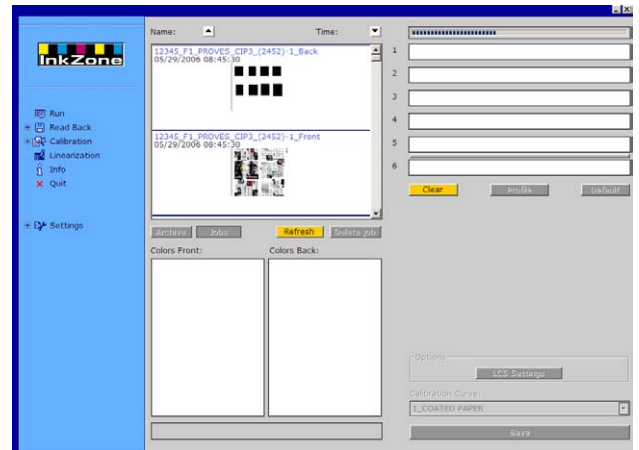 InkZone
Run
Read Back
Calibration
Linearization
Info
Quit
Settings
Name:
Time:
12345_F1_PROVES_CIP3_(2452)-1_Back
05/29/2006 08:45:30
12345_F1_PROVES_CIP3_(2452)-1_Front
05/29/2006 08:45:30
Archive
Jobs
Refresh
Delete job
Colors Front:
Colors Back:
1
2
3
4
5
6
Clear
Profile
Default
Options
LCS Settings
Calibration Curve:
1_COATED PAPER
Save